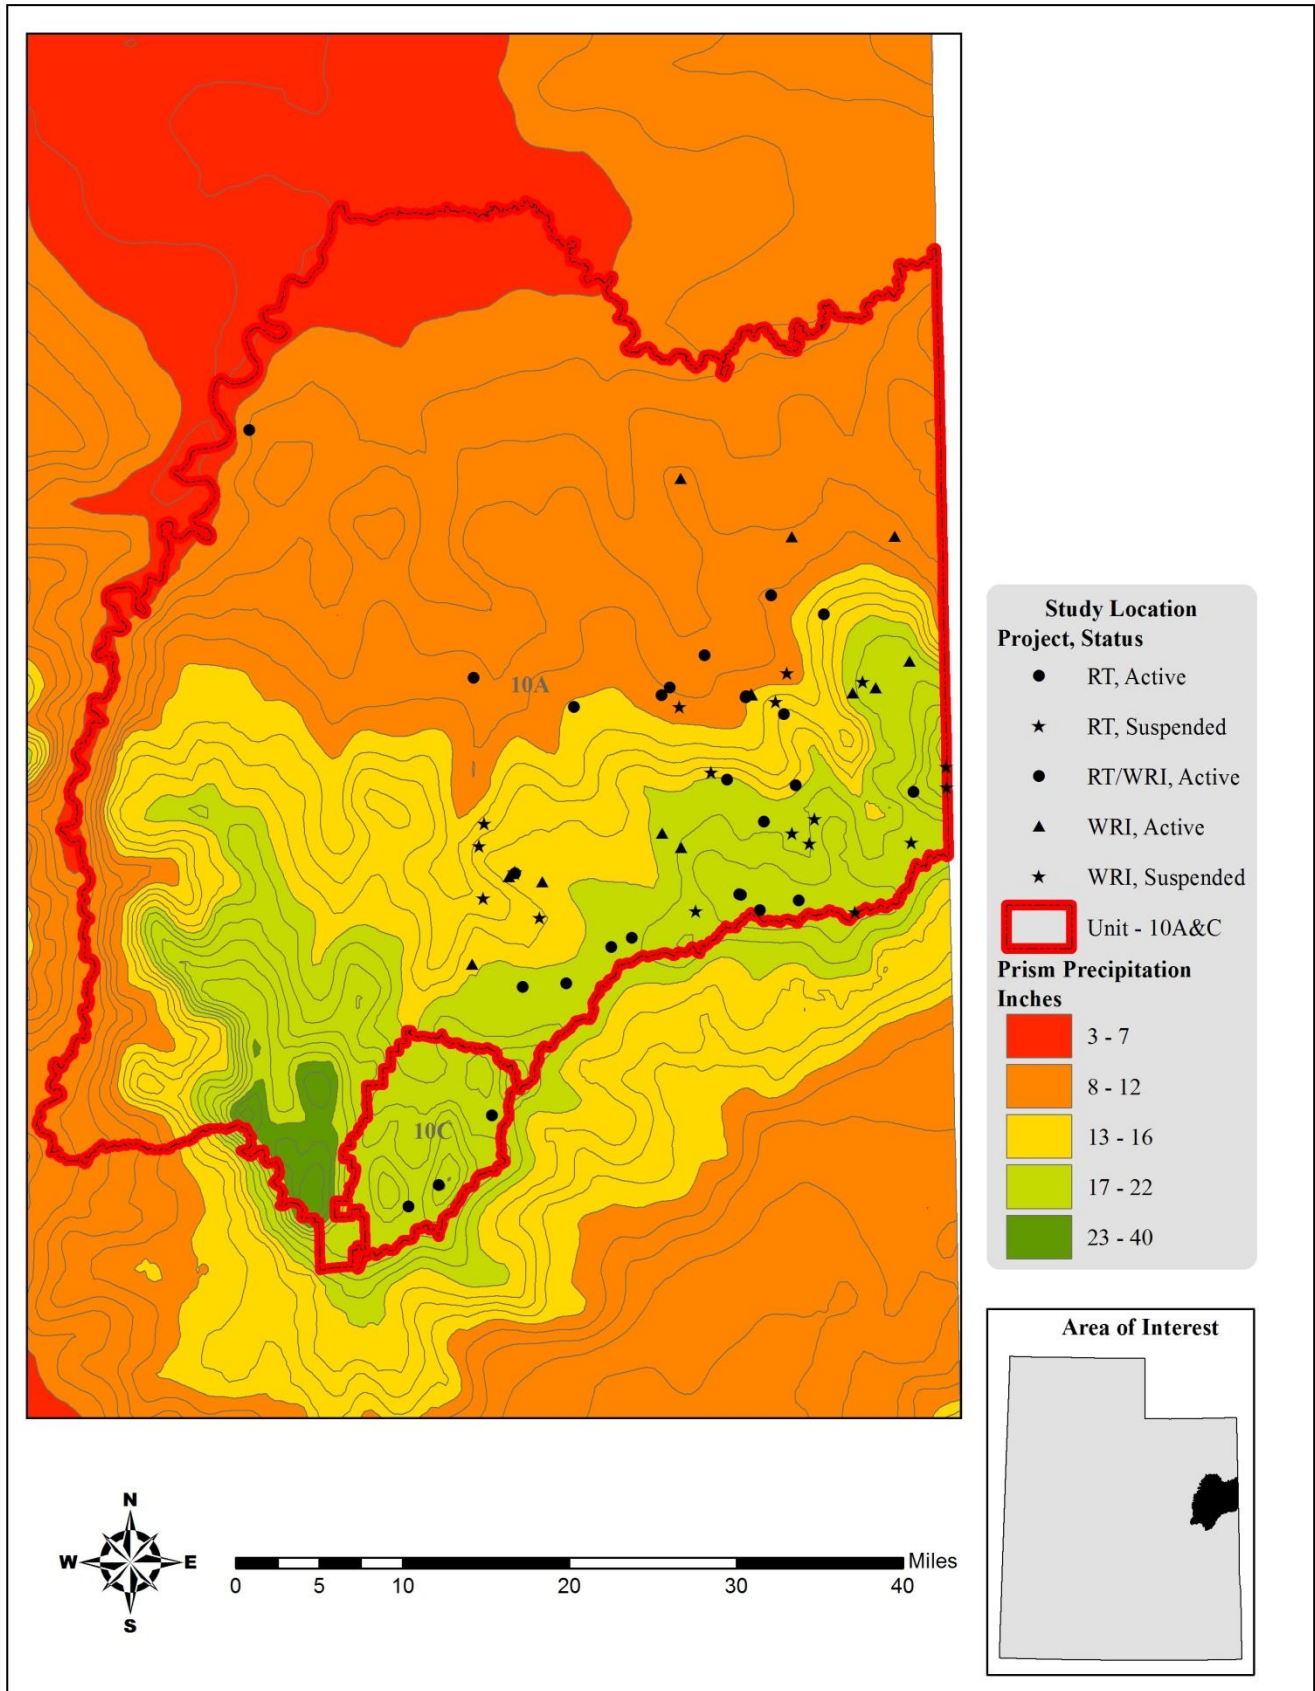 10A
10C
Study Location
Project, Status
RT, Active
RT, Suspended
RT/WRI, Active
WRI, Active
WRI, Suspended
Unit - 10A&C
Prism Precipitation
Inches
3 - 7
8 - 12
13 - 16
17 - 22
23 - 40
Area of Interest
N
W E
S
Miles
0 5 10 20 30 40